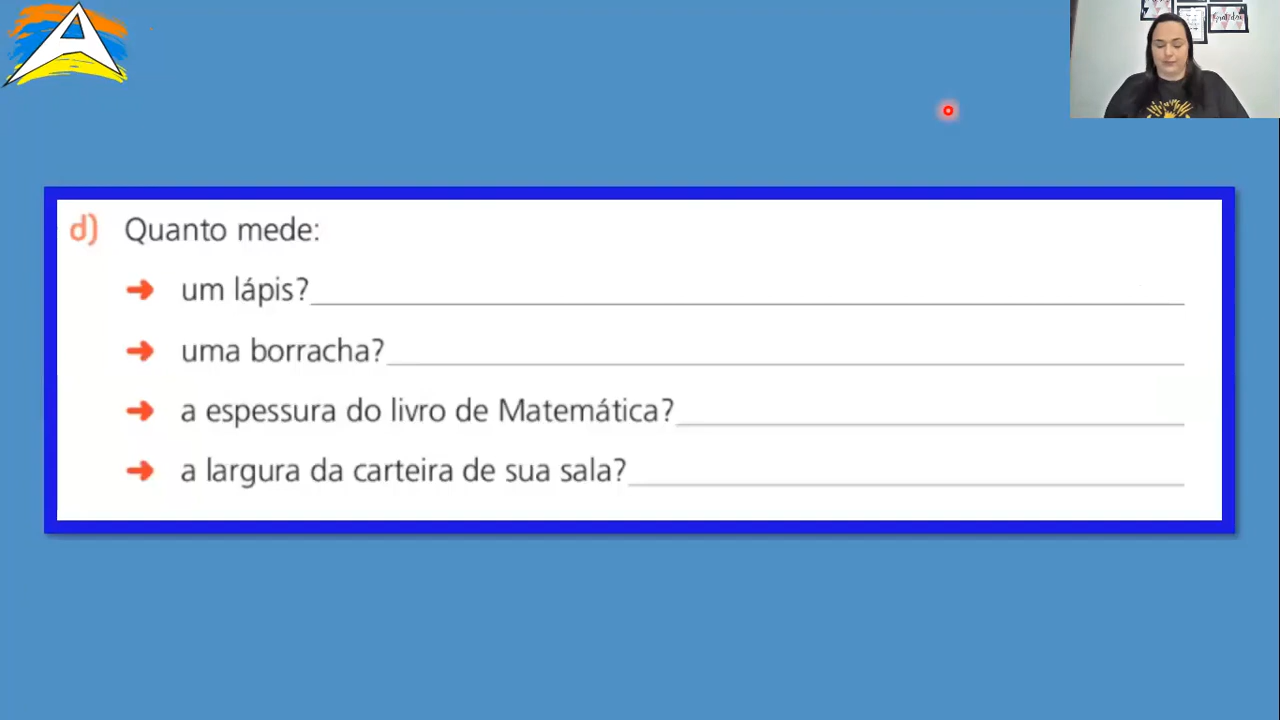 d) Quanto mede:
➜ um lápis?
➜ uma borracha?
➜ a espessura do livro de Matemática?
➜ a largura da carteira de sua sala?